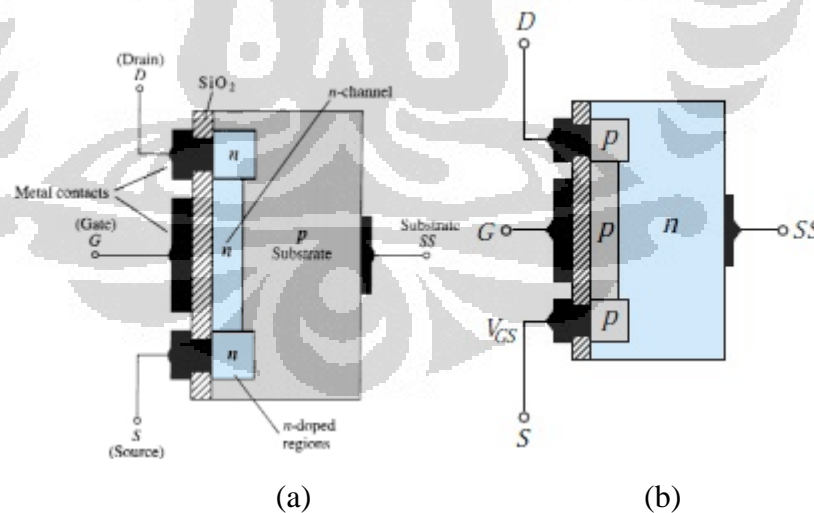 (Drain)
D
SiO2
n-channel
n
Metal contacts
(Gate)
G
n
p
Substrate
Substrate
SS
n
S
(Source)
n-doped
regions
(a)
D
p
G
p
n
SS
p
VGS
S
(b)